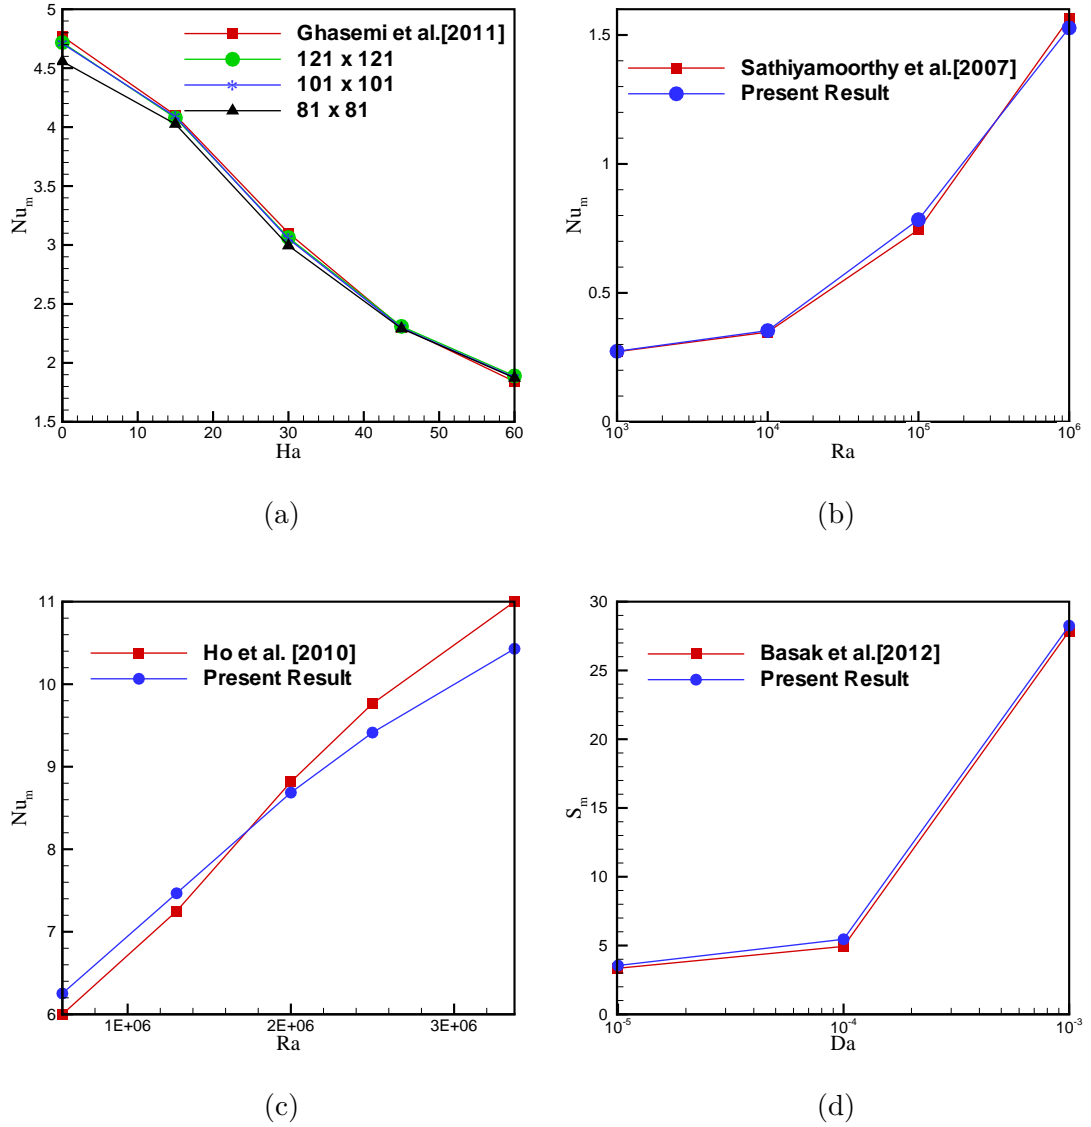 Ghasemi et al.[2011]
121 x 121
101 x 101
81 x 81
Nu_m
5
4.5
4
3.5
3
2.5
2
1.5
0 10 20 30 40 50 60
Ha
(a)
Sathiyamoorthy et al.[2007]
Present Result
Nu_m
1.5
1
0.5
0
10^3 10^4 10^5 10^6
Ra
(b)
Ho et al. [2010]
Present Result
Nu_m
11
10
9
8
7
6
1E+06 2E+06 3E+06
Ra
(c)
Basak et al.[2012]
Present Result
S_m
30
25
20
15
10
5
0
10^-5 10^-4 10^-3
Da
(d)